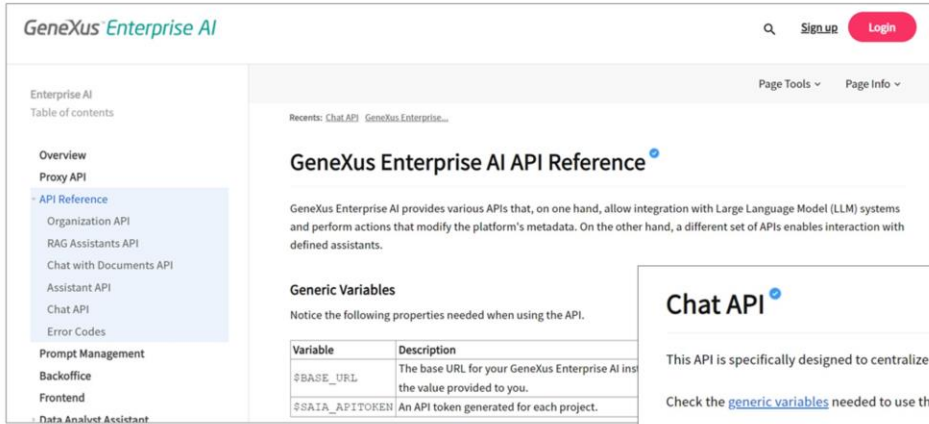 GeneXus™ Enterprise AI
Sign up
Login
Page Tools
Page Info
Enterprise AI
Table of contents
Overview
Proxy API
API Reference
Organization API
RAG Assistants API
Chat with Documents API
Assistant API
Chat API
Error Codes
Prompt Management
Backoffice
Frontend
Data Analyst Assistant
Recents: Chat API GeneXus Enterprise...
GeneXus Enterprise AI API Reference
GeneXus Enterprise AI provides various APIs that, on one hand, allow integration with Large Language Model (LLM) systems
and perform actions that modify the platform's metadata. On the other hand, a different set of APIs enables interaction with
defined assistants.
Generic Variables
Notice the following properties needed when using the API.
Variable Description
$BASE_URL The base URL for your GeneXus Enterprise AI
the value provided to you.
$SAIA_APITOKEN An API token generated for each project.
Chat API
This API is specifically designed to centralize
Check the generic variables needed to use